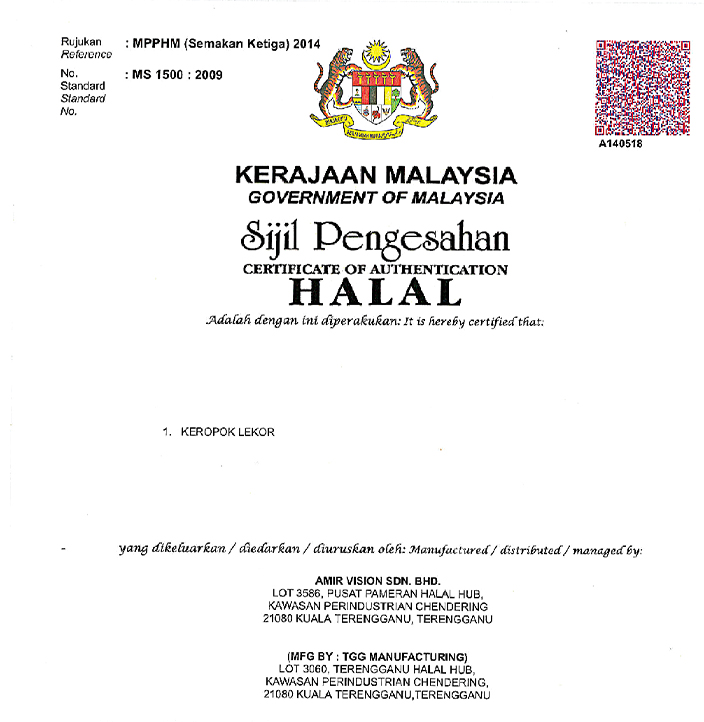 Rujukan : MPPHM (Semakan Ketiga) 2014
Reference
No. : MS 1500 : 2009
Standard
Standard
No.
A140518
KERAJAAN MALAYSIA
GOVERNMENT OF MALAYSIA
Sijil Pengesahan
CERTIFICATE OF AUTHENTICATION
HALAL
Adalah dengan ini diperakukan: It is hereby certified that:
1. KEROPOK LEKOR
- yang dikeluarkan / diedarkan / diuruskan oleh: Manufactured / distributed / managed by:
AMIR VISION SDN. BHD.
LOT 3586, PUSAT PAMERAN HALAL HUB,
KAWASAN PERINDUSTRIAN CHENDERING
21080 KUALA TERENGGANU, TERENGGANU
(MFG BY : TGG MANUFACTURING)
LOT 3060, TERENGGANU HALAL HUB,
KAWASAN PERINDUSTRIAN CHENDERING,
21080 KUALA TERENGGANU,TERENGGANU